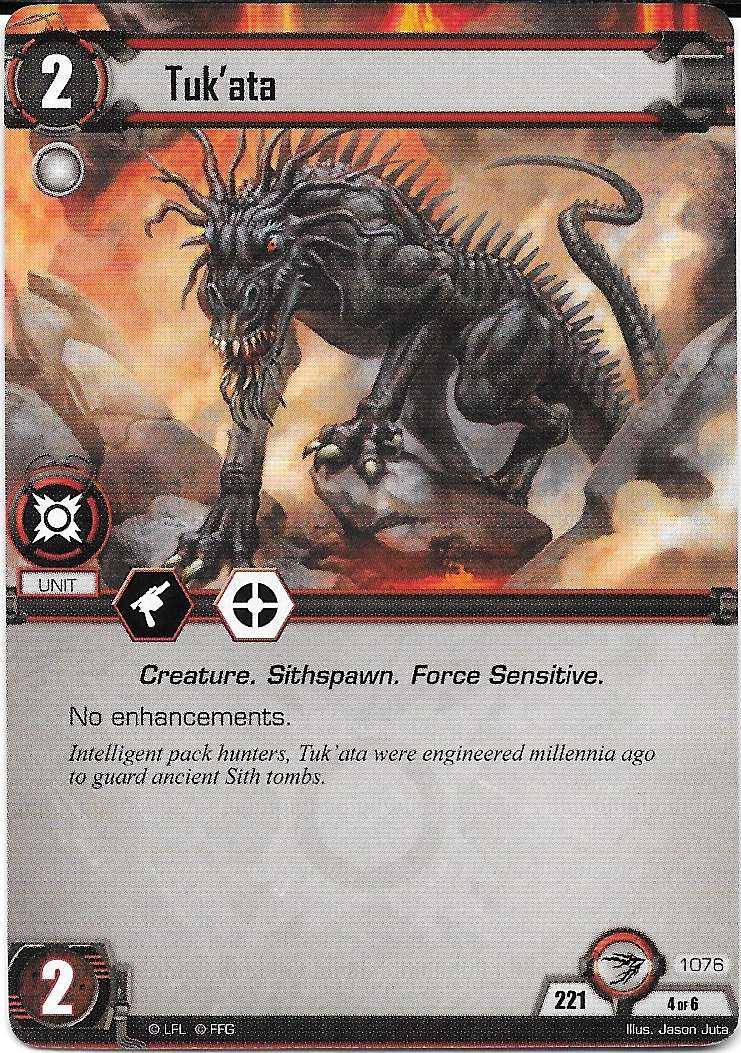 2
Tuk'ata
UNIT
Creature. Sithspawn. Force Sensitive.
No enhancements.
Intelligent pack hunters, Tuk'ata were engineered millennia ago
to guard ancient Sith tombs.
2
221
4 OF 6
1076
© LFL © FFG
Illus. Jason Juta